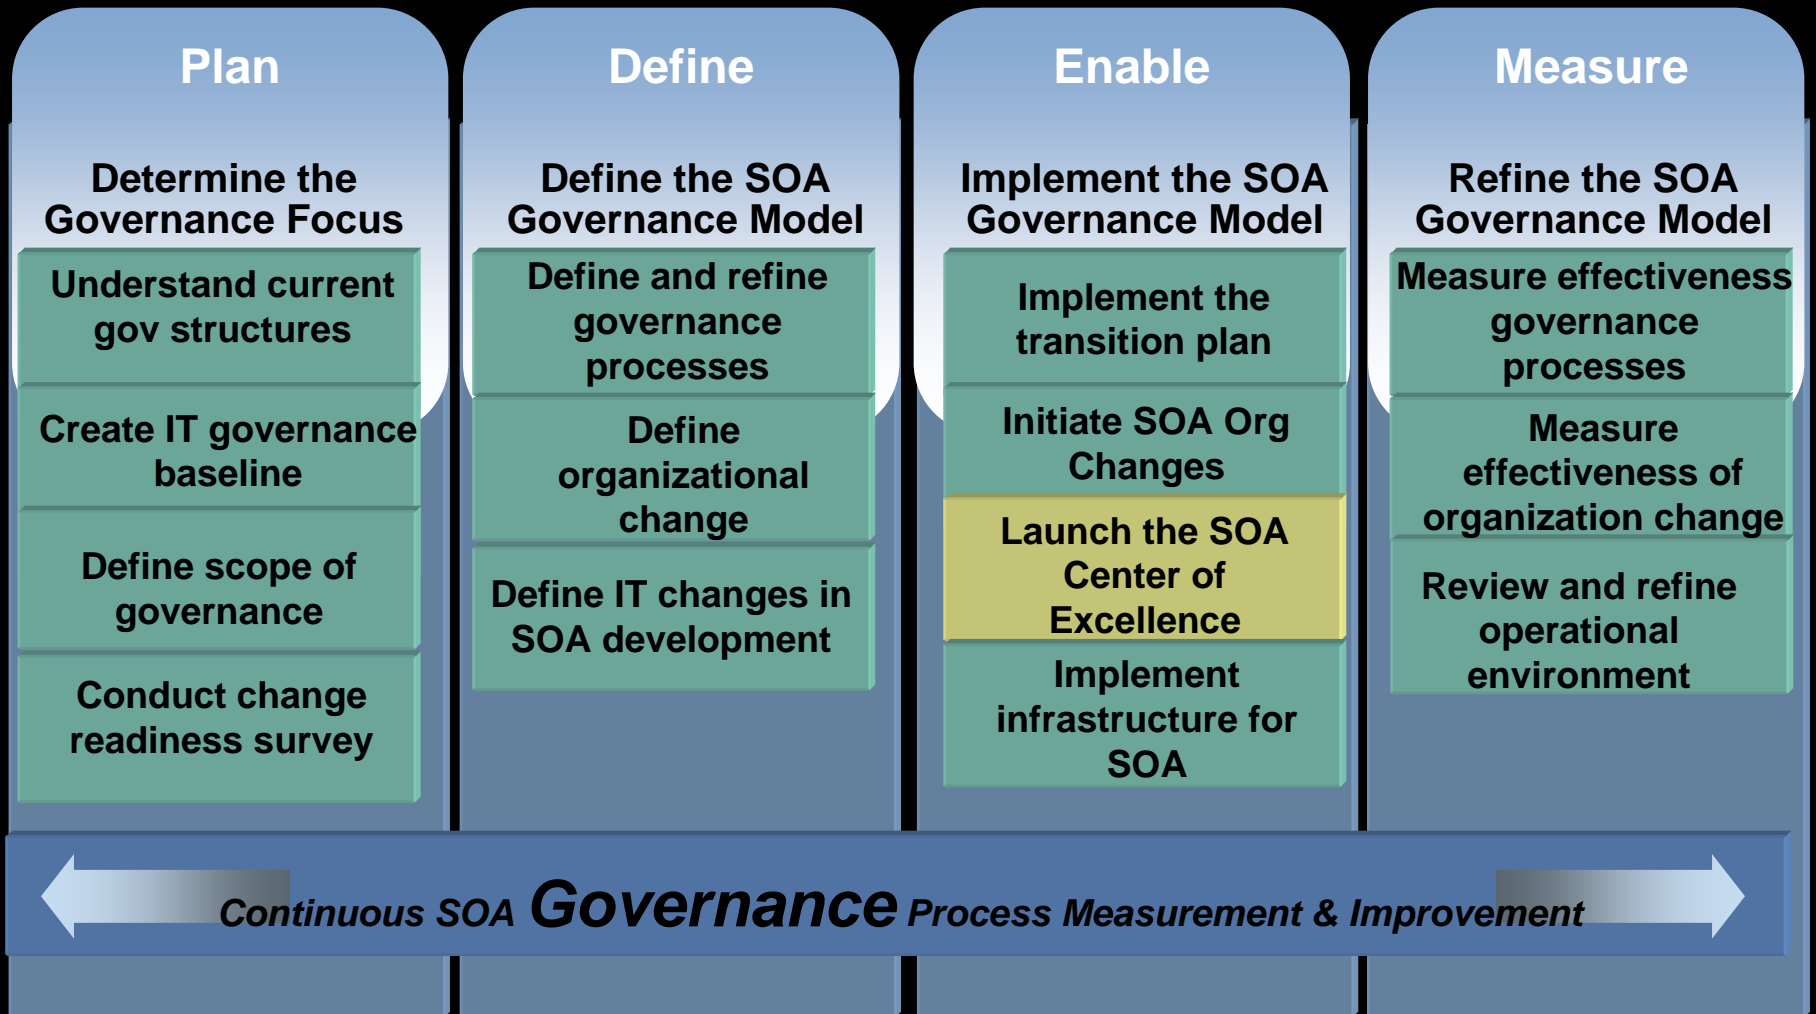 Plan
Determine the
Governance Focus
Understand current
gov structures
Create IT governance
baseline
Define scope of
governance
Conduct change
readiness survey
Define
Define the SOA
Governance Model
Define and refine
governance
processes
Define
organizational
change
Define IT changes in
SOA development
Enable
Implement the SOA
Governance Model
Implement the
transition plan
Initiate SOA Org
Changes
Launch the SOA
Center of
Excellence
Implement
infrastructure for
SOA
Measure
Refine the SOA
Governance Model
Measure effectiveness
governance
processes
Measure
effectiveness of
organization change
Review and refine
operational
environment
Continuous SOA Governance Process Measurement & Improvement